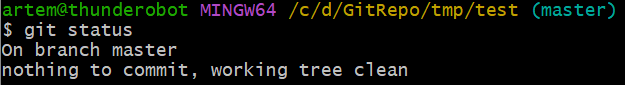 artem@thunderobot MINGW64 /c/d/GitRepo/tmp/test (master)
$ git status
On branch master
nothing to commit, working tree clean